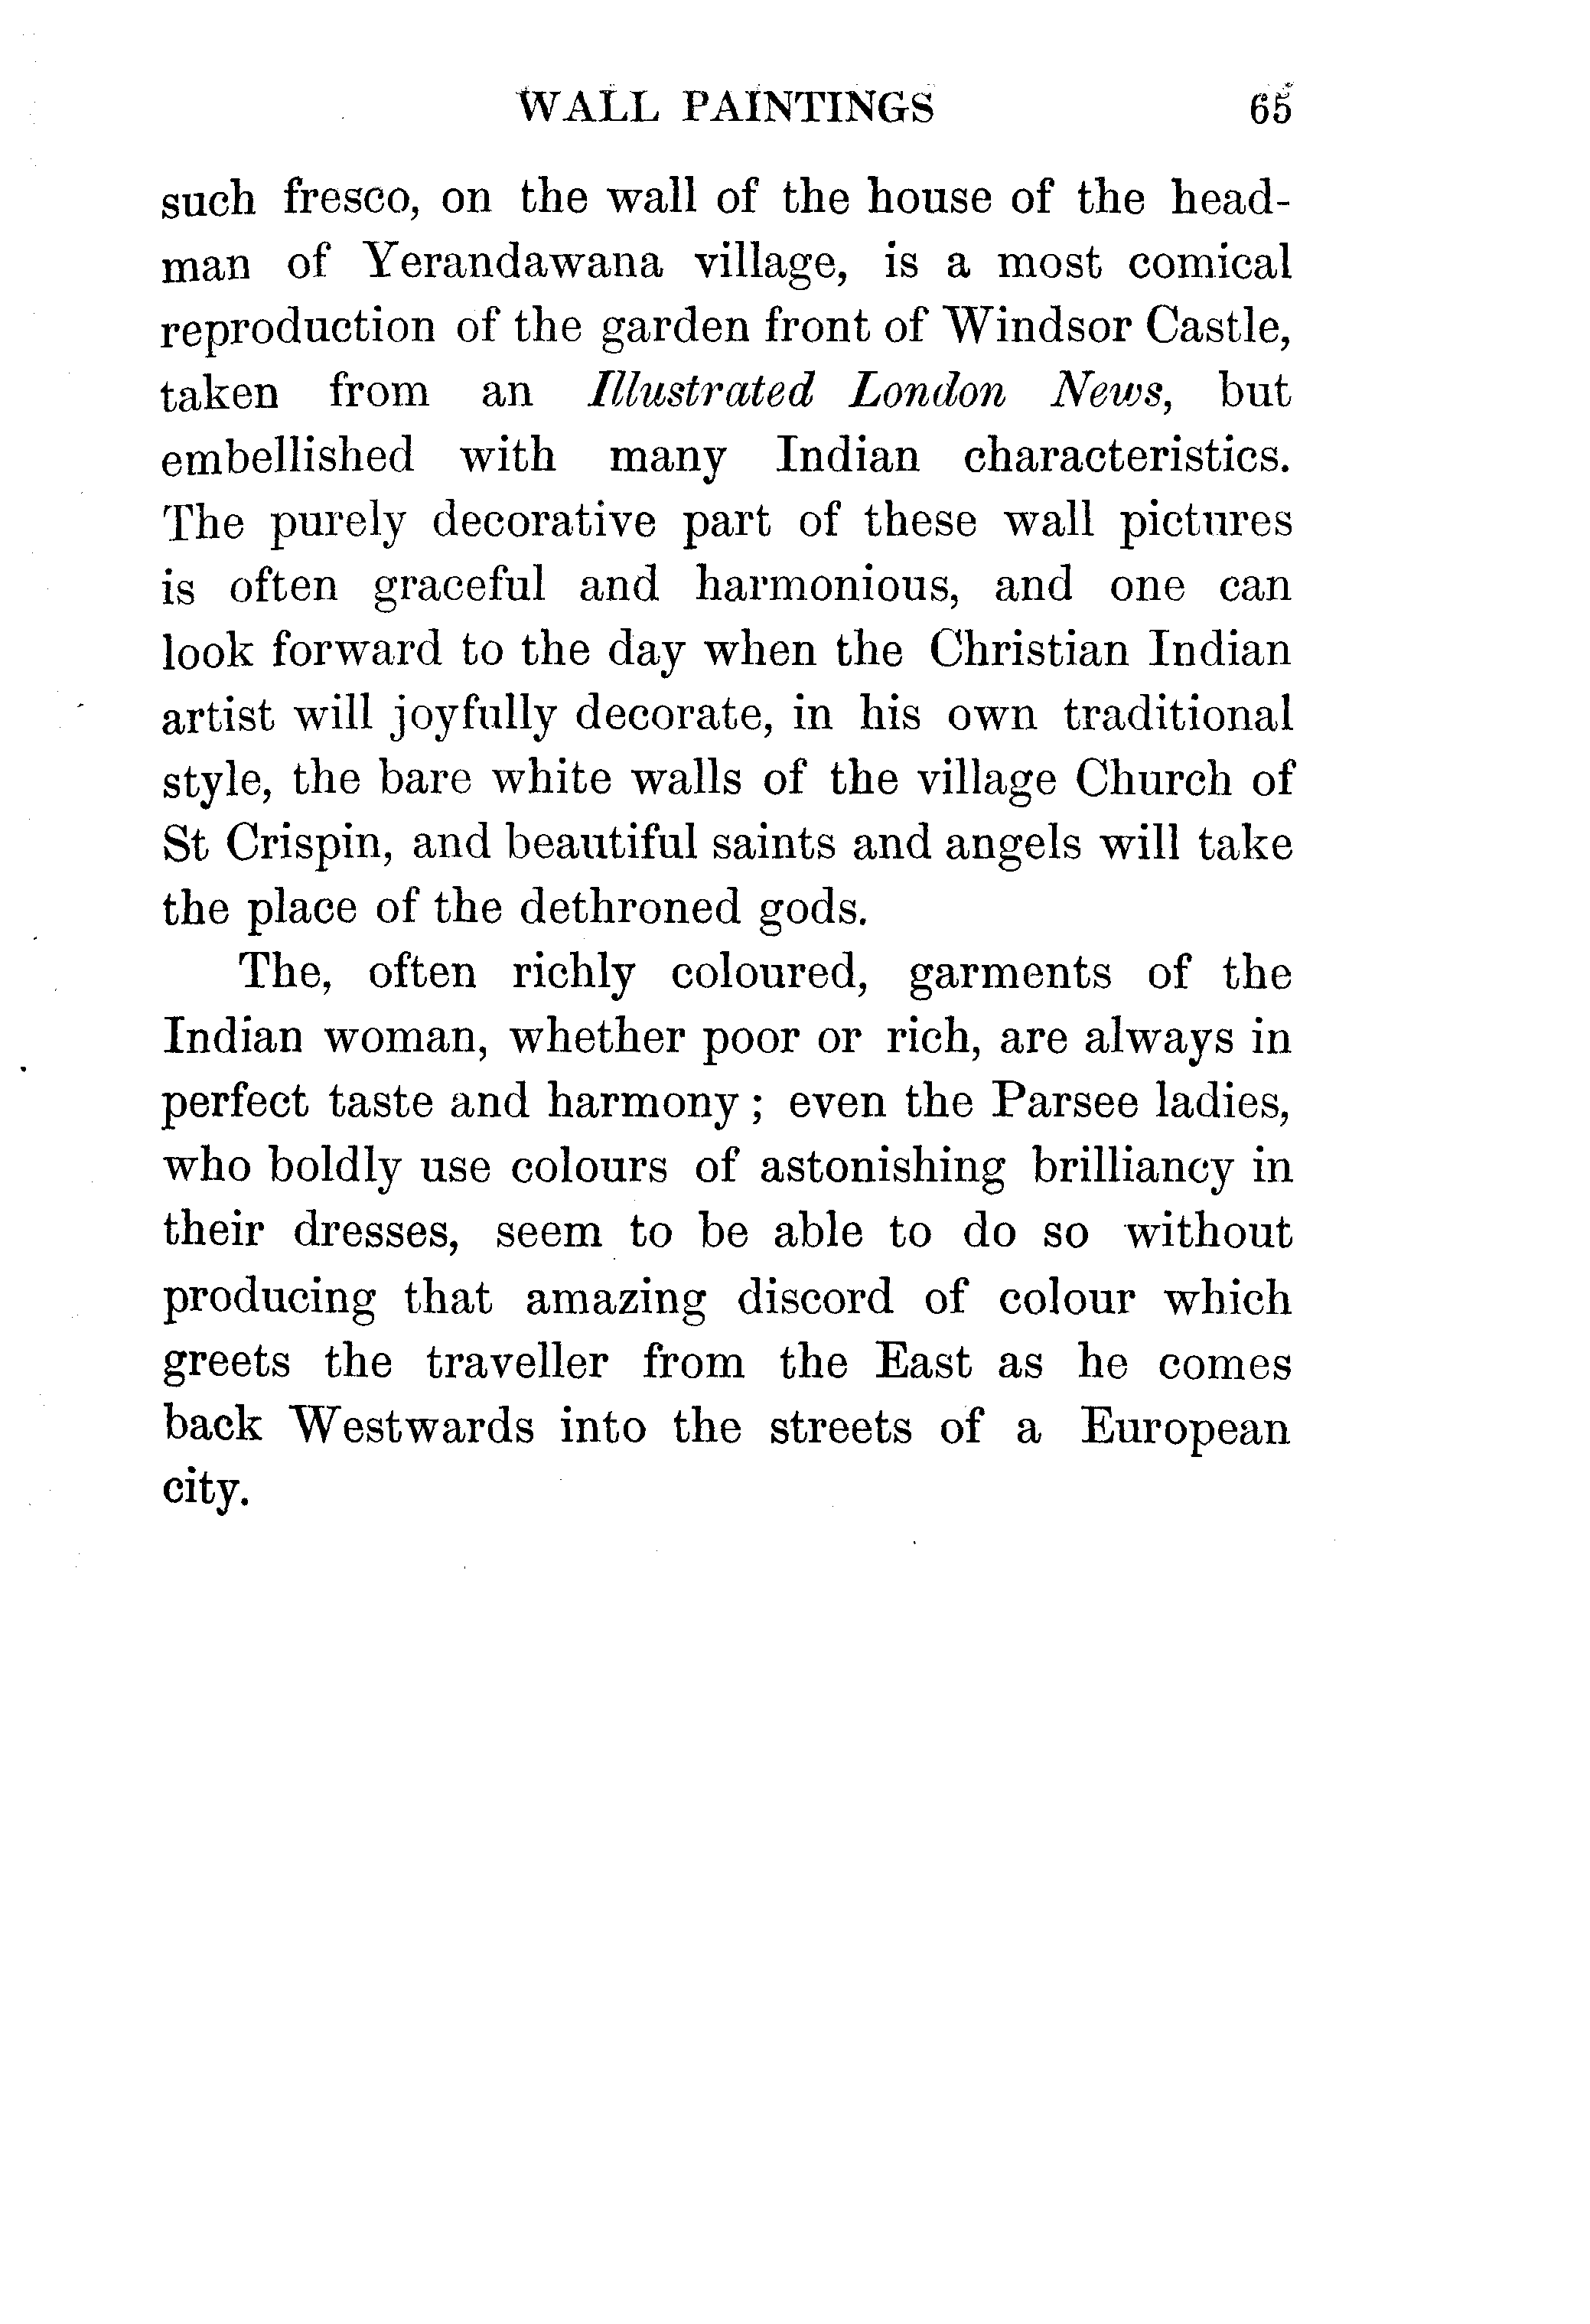 WALL PAINTINGS 65
such fresco, on the wall of the house of the head-
man of Yerandawana village, is a most comical
reproduction of the garden front of Windsor Castle,
taken from an Illustrated London News, but
embellished with many Indian characteristics.
The purely decorative part of these wall pictures
is often graceful and harmonious, and one can
look forward to the day when the Christian Indian
artist will joyfully decorate, in his own traditional
style, the bare white walls of the village Church of
St Crispin, and beautiful saints and angels will take
the place of the dethroned gods.
The, often richly coloured, garments of the
Indian woman, whether poor or rich, are always in
perfect taste and harmony ; even the Parsee ladies,
who boldly use colours of astonishing brilliancy in
their dresses, seem to be able to do so without
producing that amazing discord of colour which
greets the traveller from the East as he comes
back Westwards into the streets of a European
city.